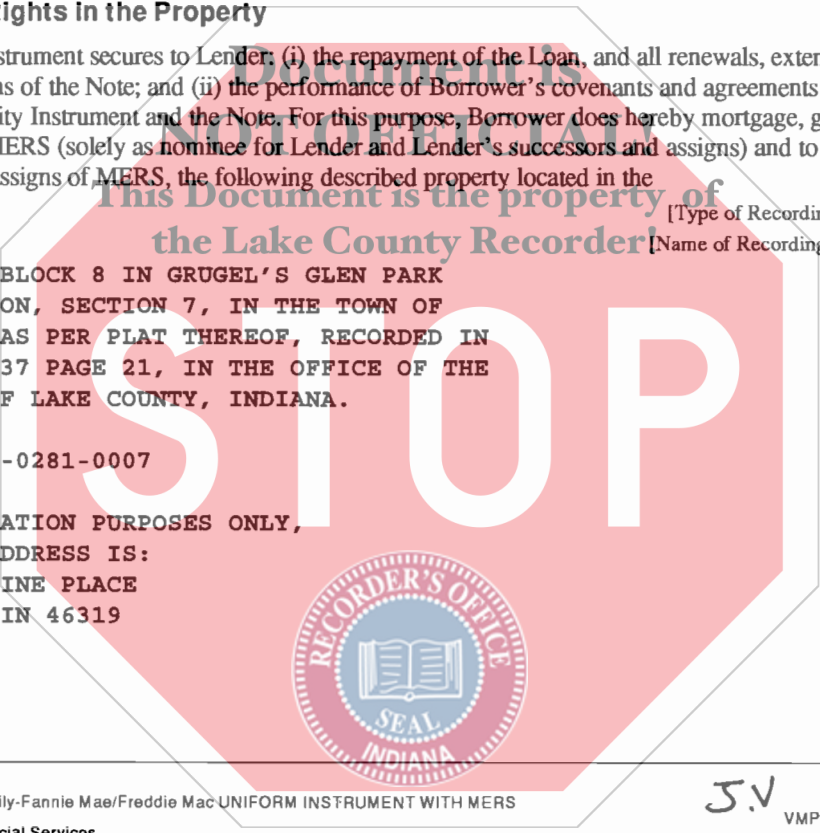 ights in the Property
strument secures to Lender: (i) the repayment of the Loan, and all renewals, exten
ns of the Note; and (ii) the performance of Borrower's covenants and agreements
ity Instrument and the Note. For this purpose, Borrower does hereby mortgage, g
MERS (solely as nominee for Lender and Lender's successors and assigns) and to
ssigns of MERS, the following described property located in the
[Type of Recordin
[Name of Recording
Document is
NOT OFFICIAL!
This Document is the property of
the Lake County Recorder!
BLOCK 8 IN GRUGEL'S GLEN PARK
ON, SECTION 7, IN THE TOWN OF
AS PER PLAT THEREOF, RECORDED IN
37 PAGE 21, IN THE OFFICE OF THE
F LAKE COUNTY, INDIANA.
STOP
-0281-0007
ATION PURPOSES ONLY,
DDRESS IS:
INE PLACE
IN 46319
RECORDER'S OFFICE
SEAL
INDIANA
ily-Fannie Mae/Freddie Mac UNIFORM INSTRUMENT WITH MERS
J.V
VMP
cial Services